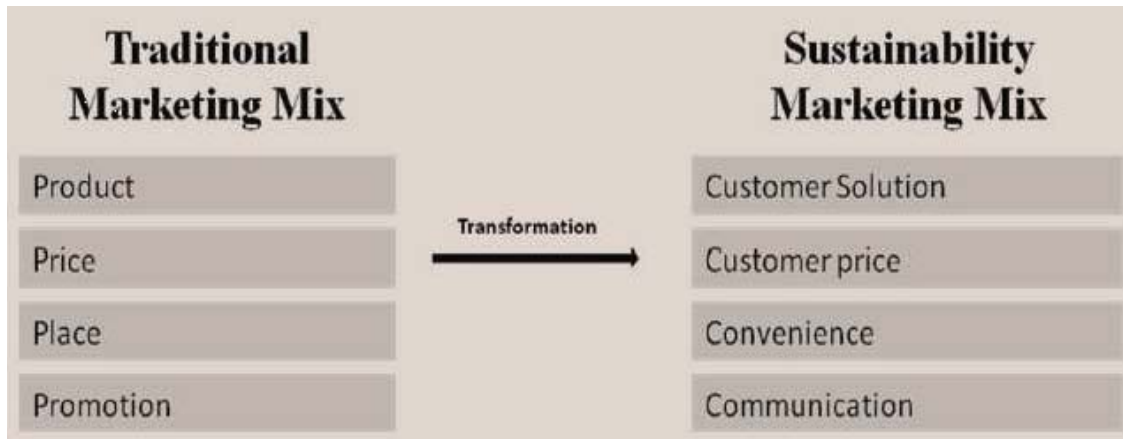 Traditional
Marketing Mix
Product
Price
Place
Promotion
Transformation
Sustainability
Marketing Mix
Customer Solution
Customer price
Convenience
Communication